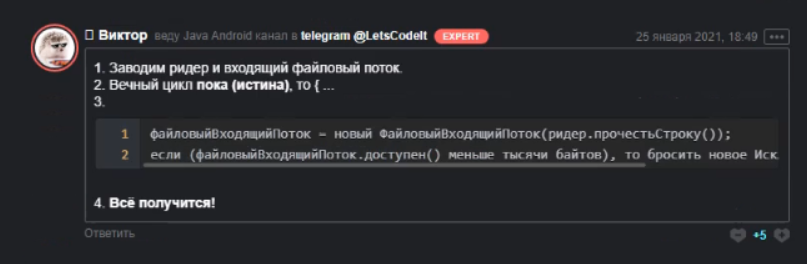 Виктор веду Java Android канал в telegram @LetsCodeIt EXPERT 25 января 2021, 18:49
1. Заводим ридер и входящий файловый поток.
2. Вечный цикл пока (истина), то { ...
3.
1 файловыйВходящийПоток = новый ФайловыйВходящийПоток(ридер.прочестьСтроку());
2 если (файловыйВходящийПоток.доступен() меньше тысячи байтов), то бросить новое Иск
4. Всё получится!
Ответить +5